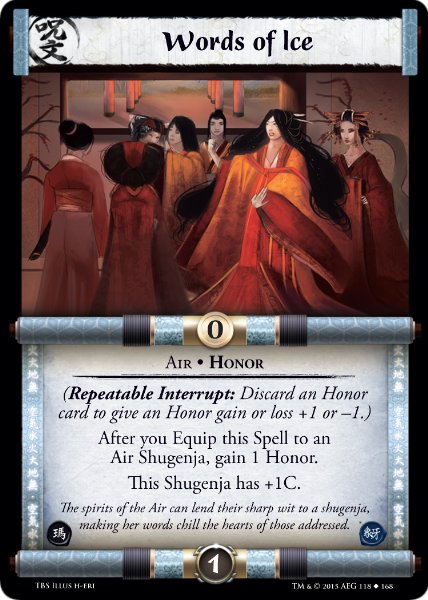 呪文
Words of Ice
0
AIR • HONOR
(Repeatable Interrupt: Discard an Honor
card to give an Honor gain or loss +1 or –1.)
After you Equip this Spell to an
Air Shugenja, gain 1 Honor.
This Shugenja has +1C.
The spirits of the Air can lend their sharp wit to a shugenja,
making her words chill the hearts of those addressed.
1
TBS ILLUS H-ERI
TM & © 2013 AEG 118 ◆ 168